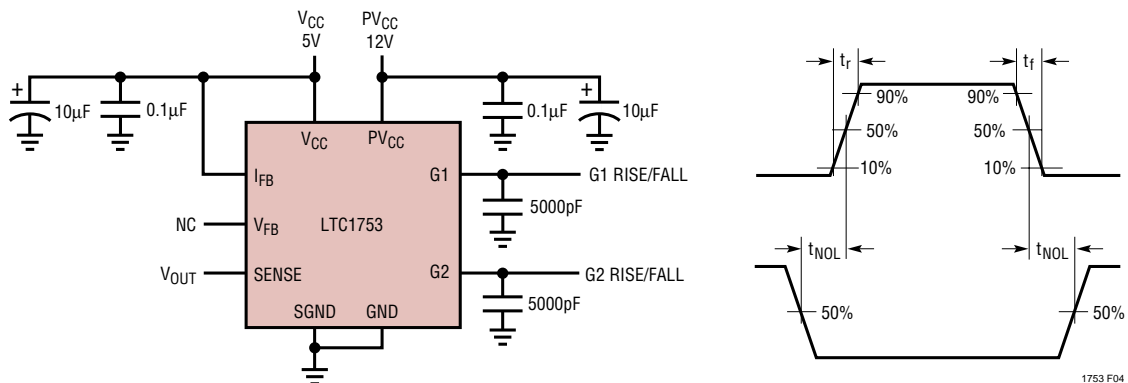 VCC
5V
PVCC
12V
+
10µF
0.1µF
0.1µF
+
10µF
VCC
PVCC
IFB
G1
G1 RISE/FALL
5000pF
NC
VFB
LTC1753
VOUT
SENSE
G2
G2 RISE/FALL
5000pF
SGND
GND
tr
tf
90%
90%
50%
50%
10%
10%
tNOL
tNOL
50%
50%
1753 F04